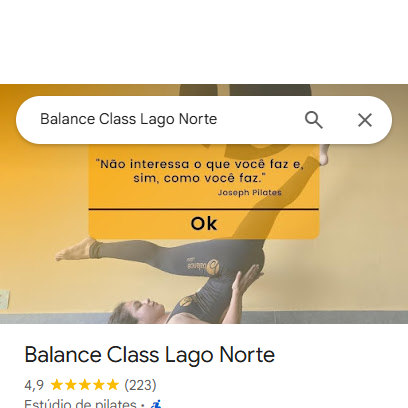 Balance Class Lago Norte
"Não interessa o que você faz e,
sim, como você faz."
Joseph Pilates
Ok
Balance Class Lago Norte
4,9 (223)
Estúdio de pilates ·